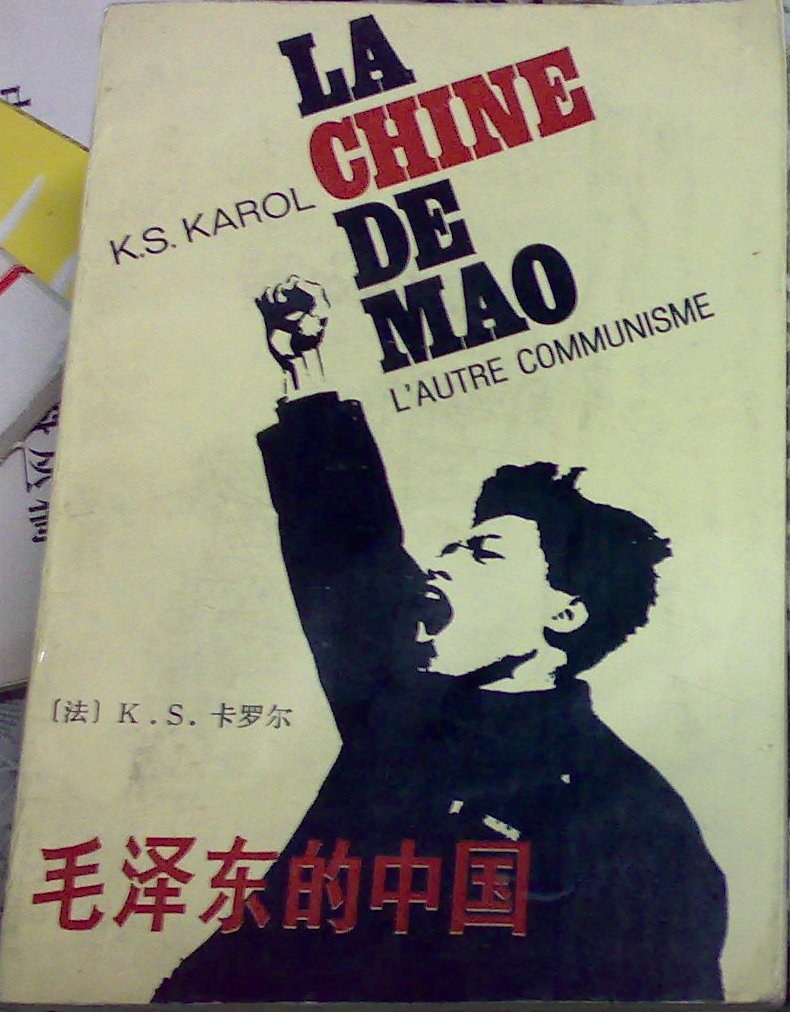 LA
CHINE
DE
MAO
K.S. KAROL
L'AUTRE COMMUNISME
〔法〕K.S.卡罗尔
毛泽东的中国